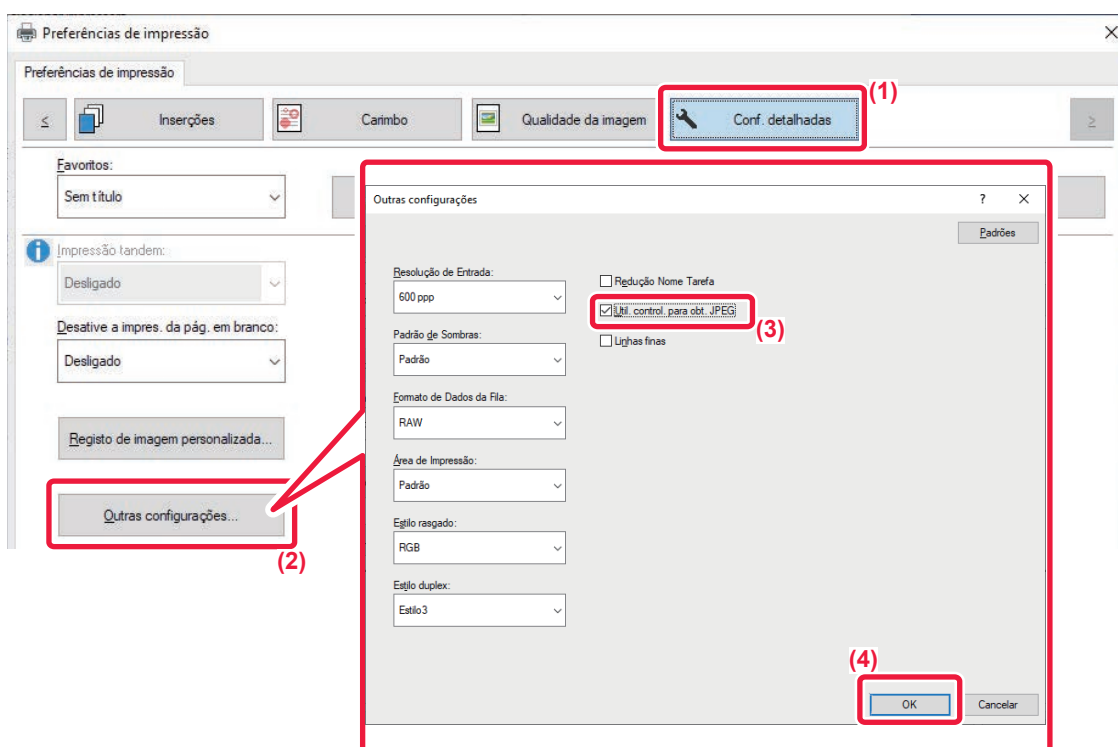 Preferências de impressão
Preferências de impressão
(1)
< Inserções Carimbo Qualidade da imagem Conf. detalhadas >
Favoritos:
Sem título
Impressão tandem:
Desligado
Desative a impres. da pág. em branco:
Desligado
Registo de imagem personalizada...
Outras configurações...
(2)
Outras configurações ?
Padrões
Resolução de Entrada:
600 ppp
Padrão de Sombras:
Padrão
Formato de Dados da Fila:
RAW
Área de Impressão:
Padrão
Estilo rasgado:
RGB
Estilo duplex:
Estilo3
Redução Nome Tarefa
Util. control. para obt. JPEG
(3)
Linhas finas
(4)
OK Cancelar